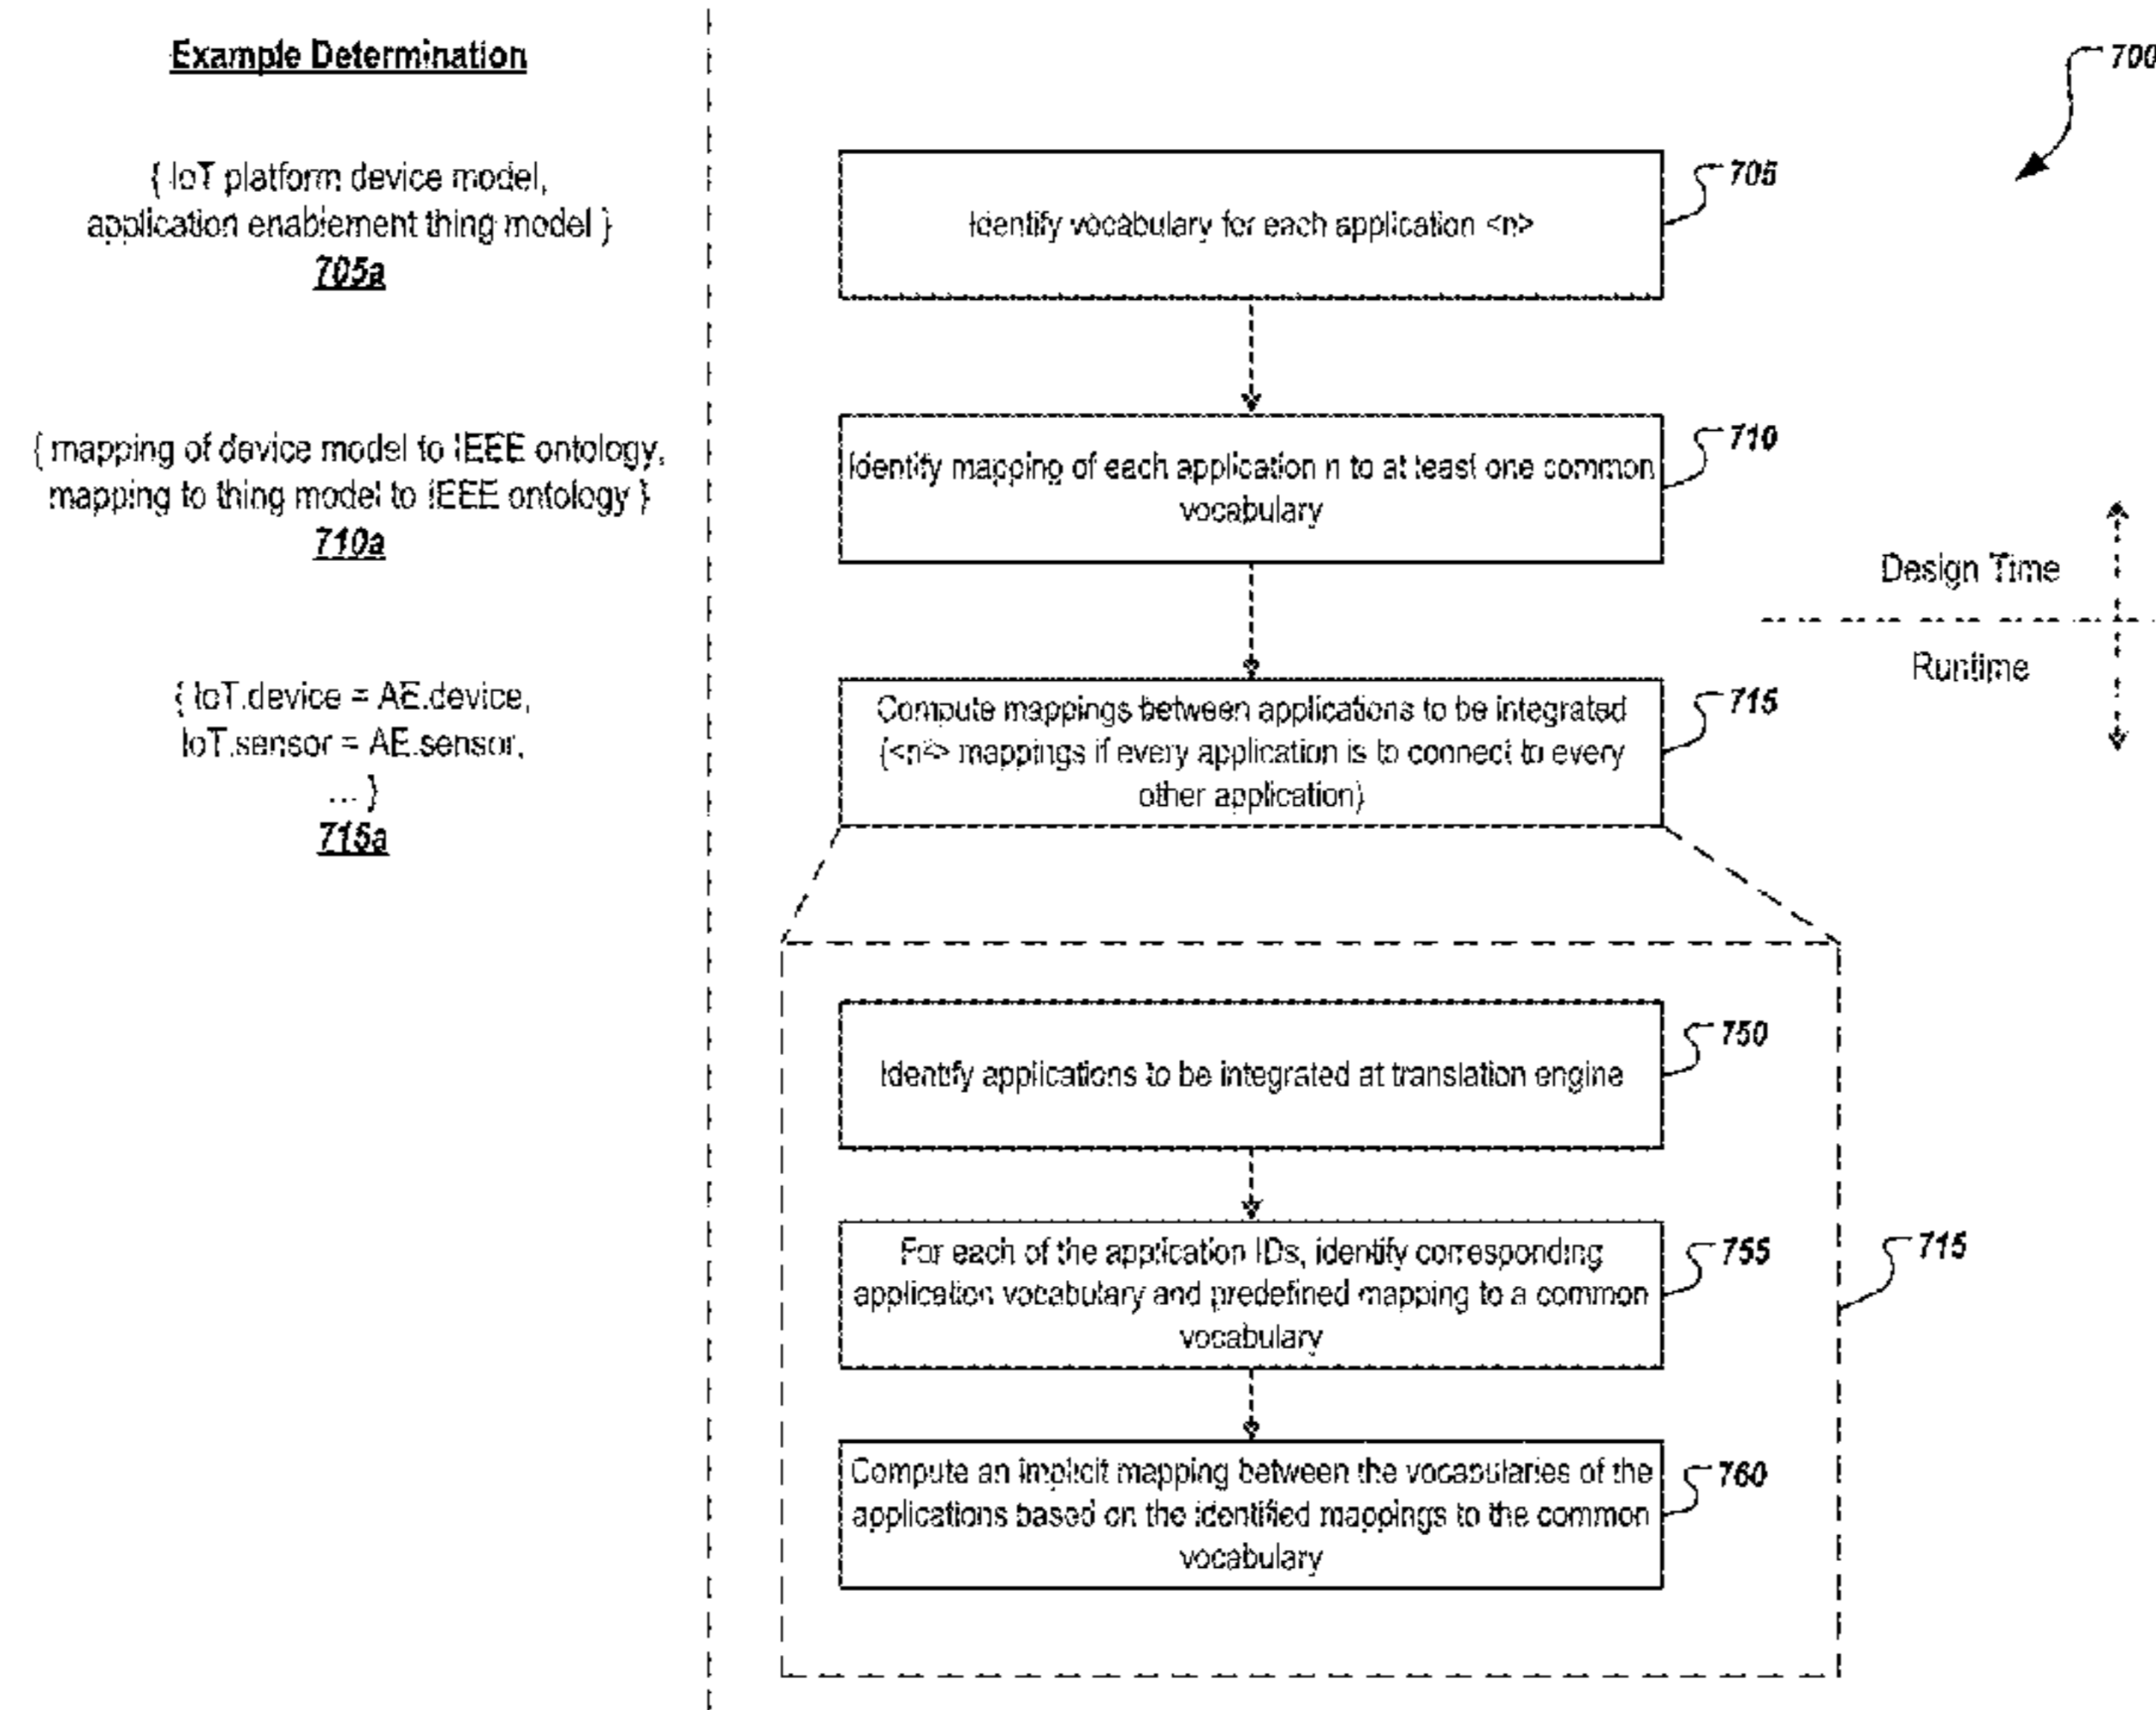 Example Determination
700
{ IoT platform device model,
application enablement thing model }
705a
Identify vocabulary for each application <n>
705
{ mapping of device model to IEEE ontology,
mapping to thing model to IEEE ontology }
710a
Identify mapping of each application n to at least one common
vocabulary
710
Design Time
Runtime
{ IoT.device = AE.device,
IoT.sensor = AE.sensor,
... }
715a
Compute mappings between applications to be integrated
(<n²> mappings if every application is to connect to every
other application)
715
Identify applications to be integrated at translation engine
750
For each of the application IDs, identify corresponding
application vocabulary and predefined mapping to a common
vocabulary
755
715
Compute an implicit mapping between the vocabularies of the
applications based on the identified mappings to the common
vocabulary
760